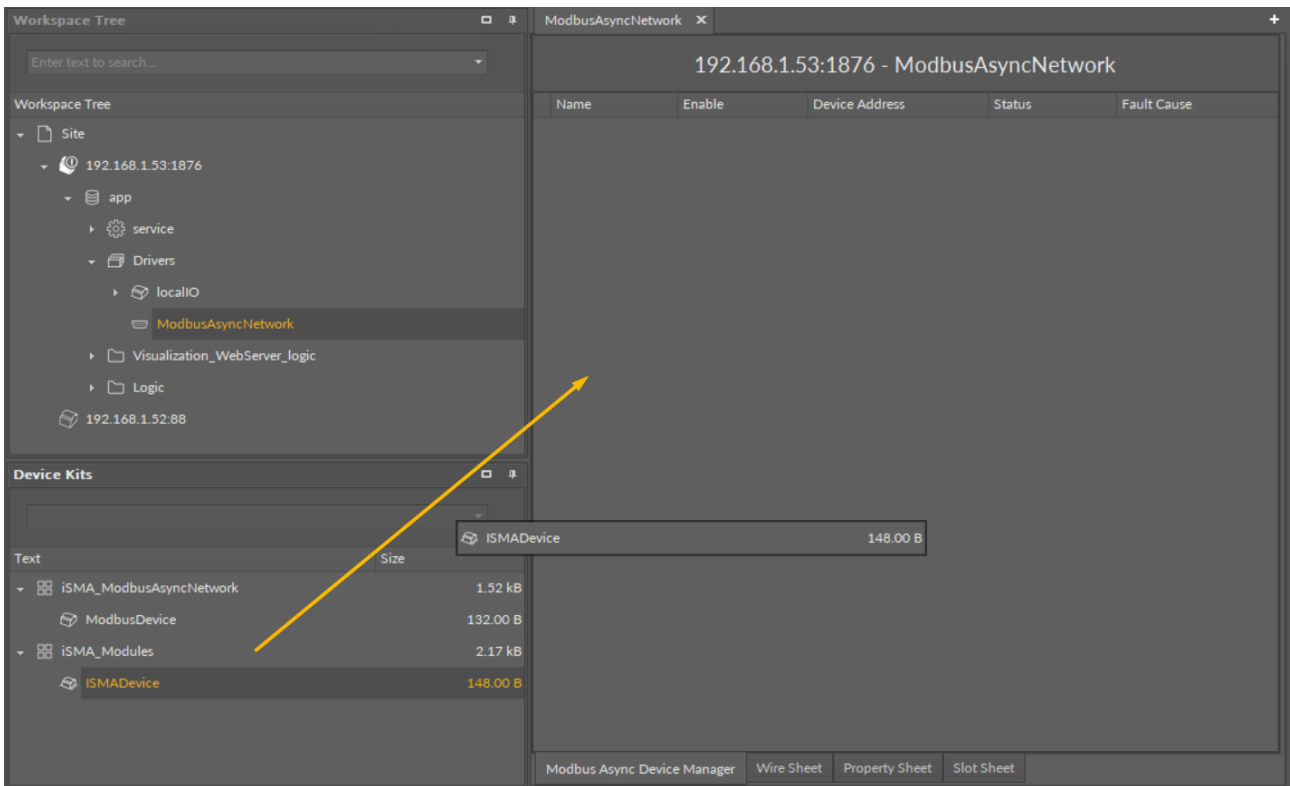 Workspace Tree
Enter text to search...
Workspace Tree
Site
192.168.1.53:1876
app
service
Drivers
localIO
ModbusAsyncNetwork
Visualization_WebServer_logic
Logic
192.168.1.52:88
Device Kits
Text Size
iSMA_ModbusAsyncNetwork 1.52 kB
ModbusDevice 132.00 B
iSMA_Modules 2.17 kB
ISMADevice 148.00 B
ModbusAsyncNetwork
192.168.1.53:1876 - ModbusAsyncNetwork
Name Enable Device Address Status Fault Cause
ISMADevice 148.00 B
Modbus Async Device Manager Wire Sheet Property Sheet Slot Sheet